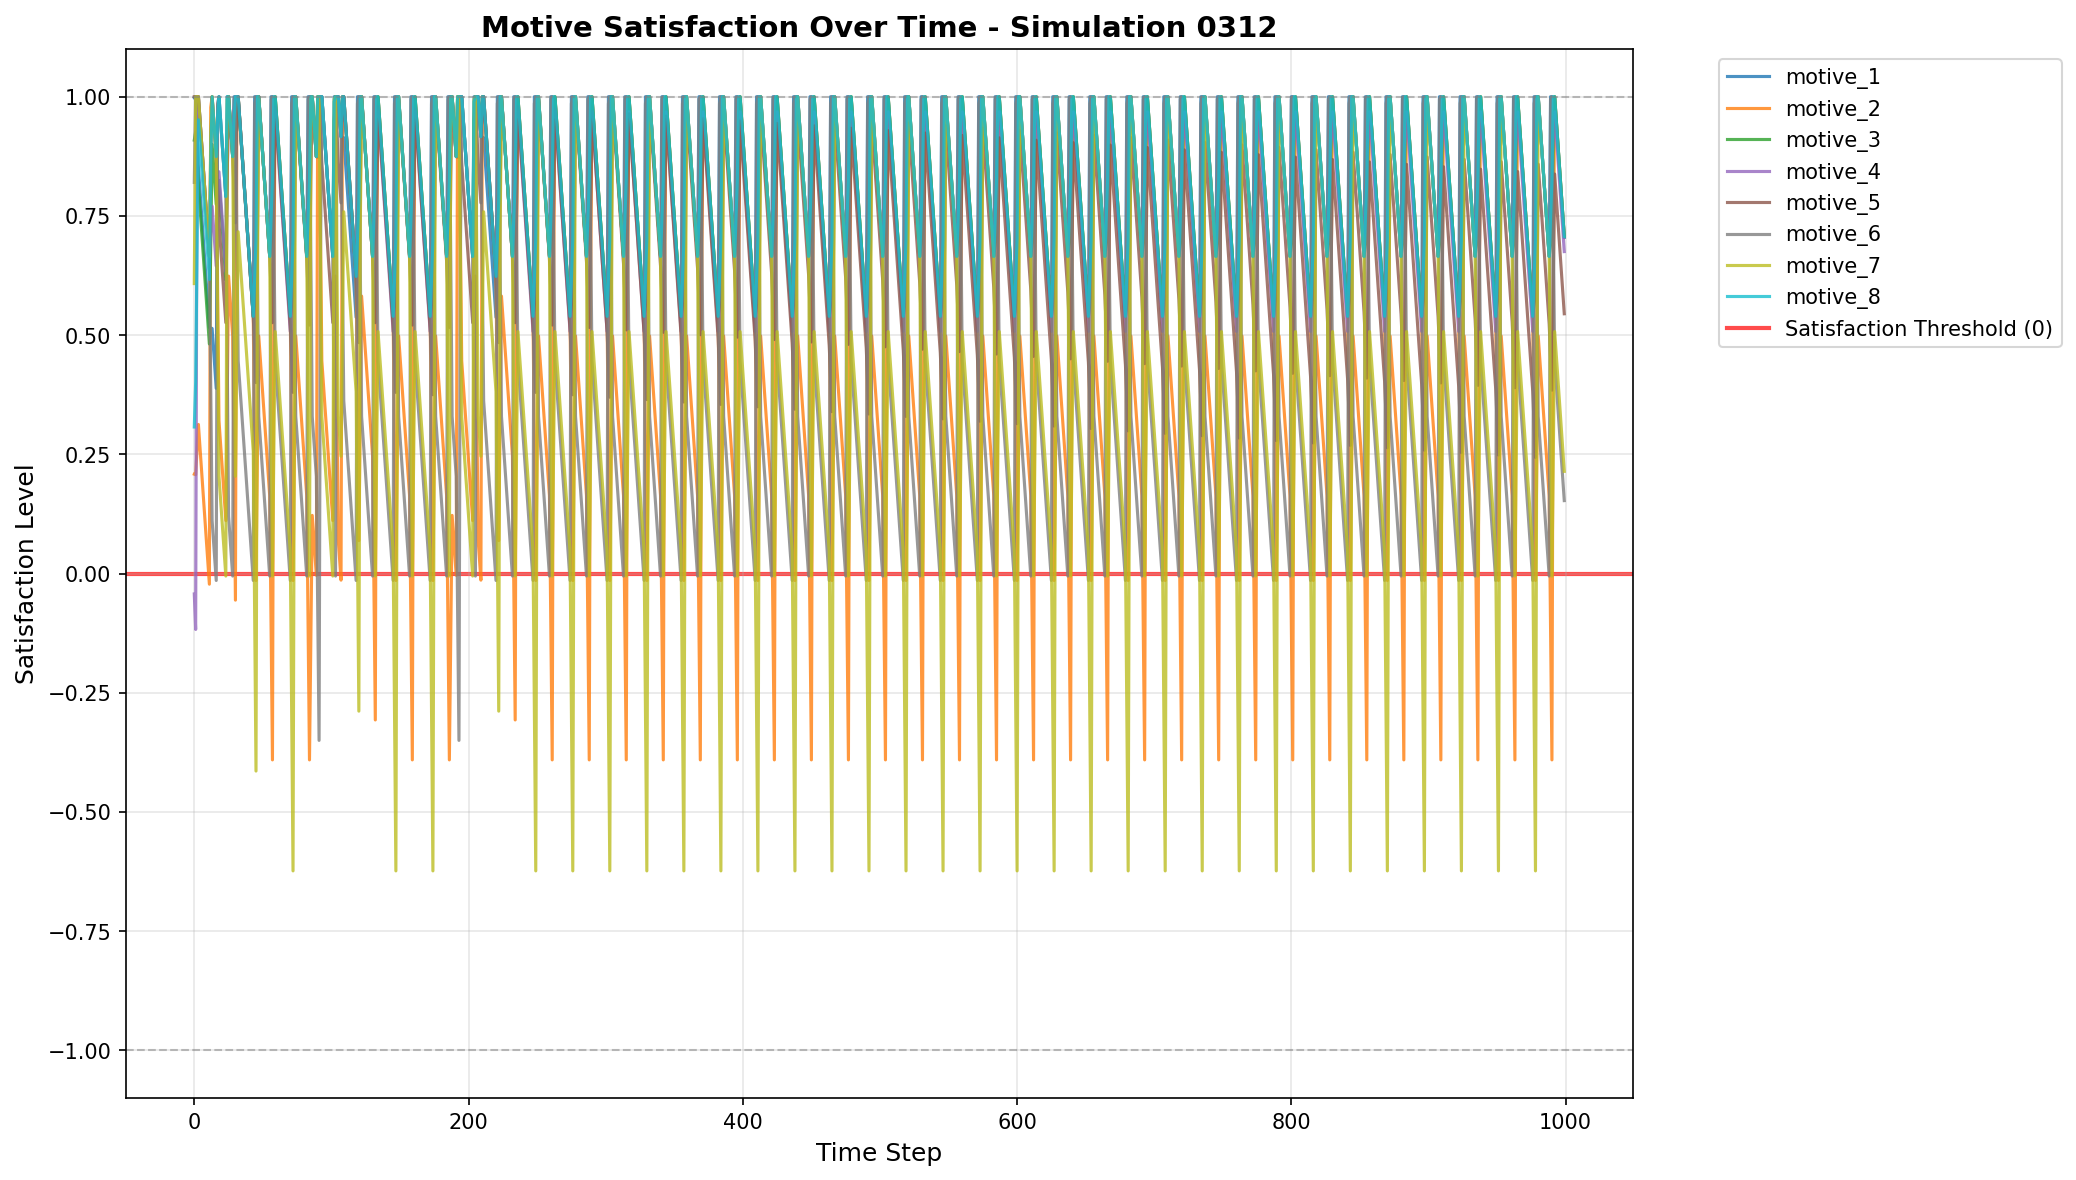 Motive Satisfaction Over Time - Simulation 0312
1.00
0.75
0.50
0.25
0.00
−0.25
−0.50
−0.75
−1.00
Satisfaction Level
0
200
400
600
800
1000
Time Step
motive_1
motive_2
motive_3
motive_4
motive_5
motive_6
motive_7
motive_8
Satisfaction Threshold (0)